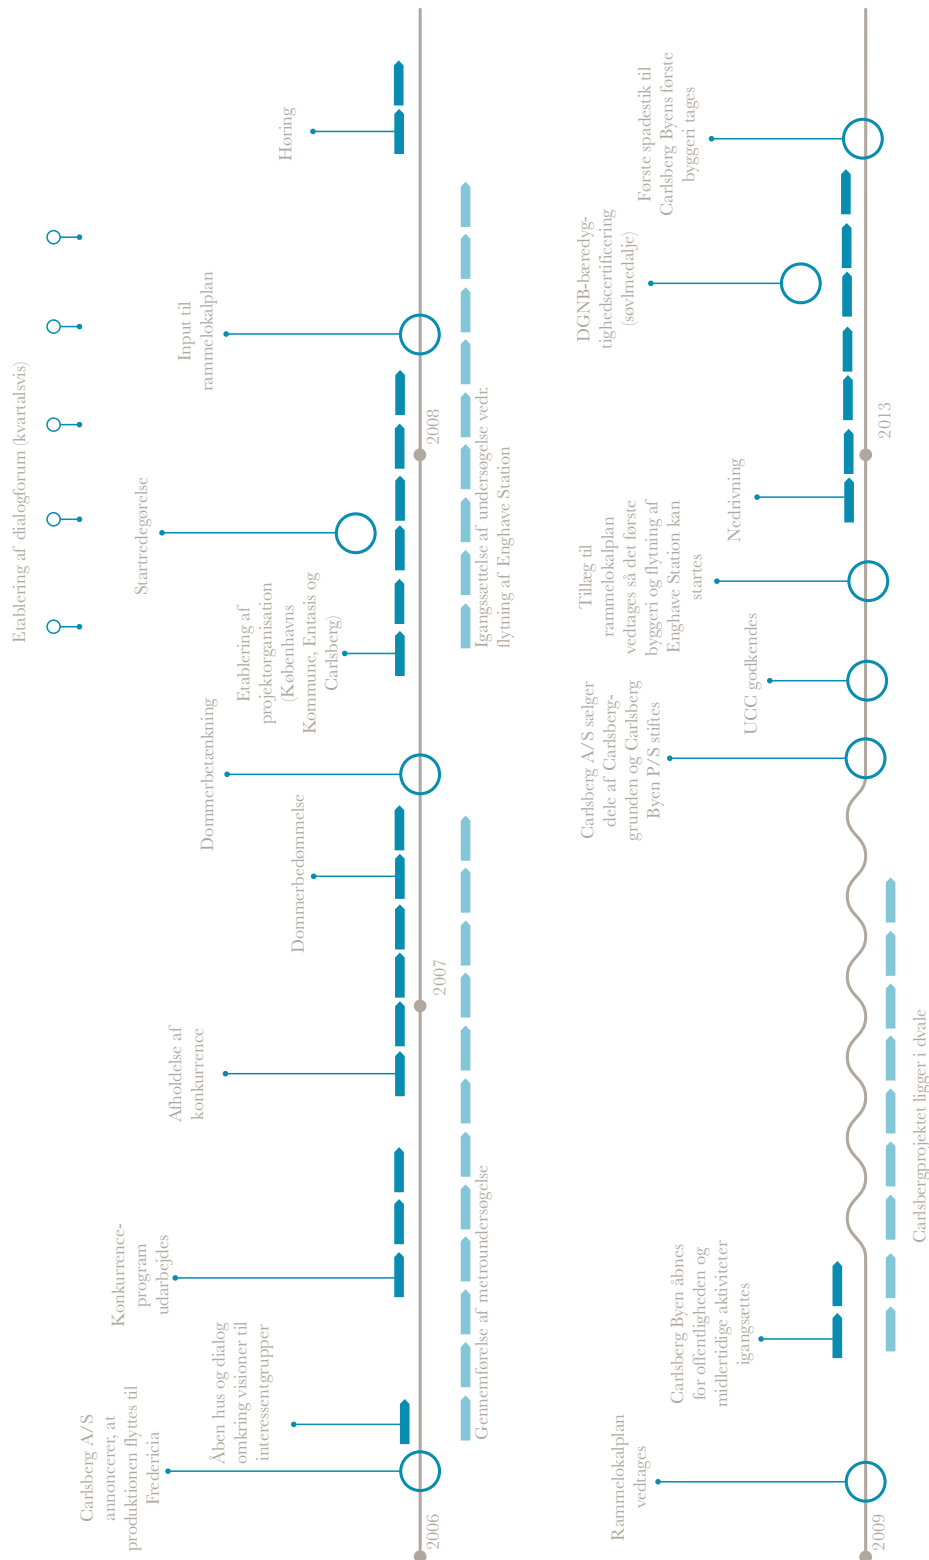 Carlsberg A/S
annoncerer, at
produktionen flyttes til
Fredericia
Åben hus og dialog
omkring visioner til
interessentgrupper
Konkurrence-
program
udarbejdes
Afholdelse af
konkurrence
Dommerbedømmelse
Dommerbetænkning
Etablering af
projektorganisation
(Københavns
Kommune, Entasis og
Carlsberg)
Startredegørelse
Etablering af dialogforum (kvartalsvis)
Input til
rammelokalplan
Høring
2006
2007
2008
Gennemførelse af metroundersøgelse
Igangssættelse af undersøgelse vedr.
flytning af Enghave Station
Rammelokalplan
vedtages
Carlsberg Byen åbnes
for offentligheden og
midlertidige aktiviteter
igangsættes
Carlsberg A/S sælger
dele af Carlsberg-
grunden og Carlsberg
Byen P/S stiftes
UCC godkendes
Tillæg til
rammelokalplan
vedtages så det første
byggeri og flytning af
Enghave Station kan
startes
Nedrivning
DGNB-bæredyg-
tighedscertificering
(søvlmedalje)
Første spadestik til
Carlsberg Byens første
byggeri tages
2009
2013
Carlsbergprojektet ligger i dvale